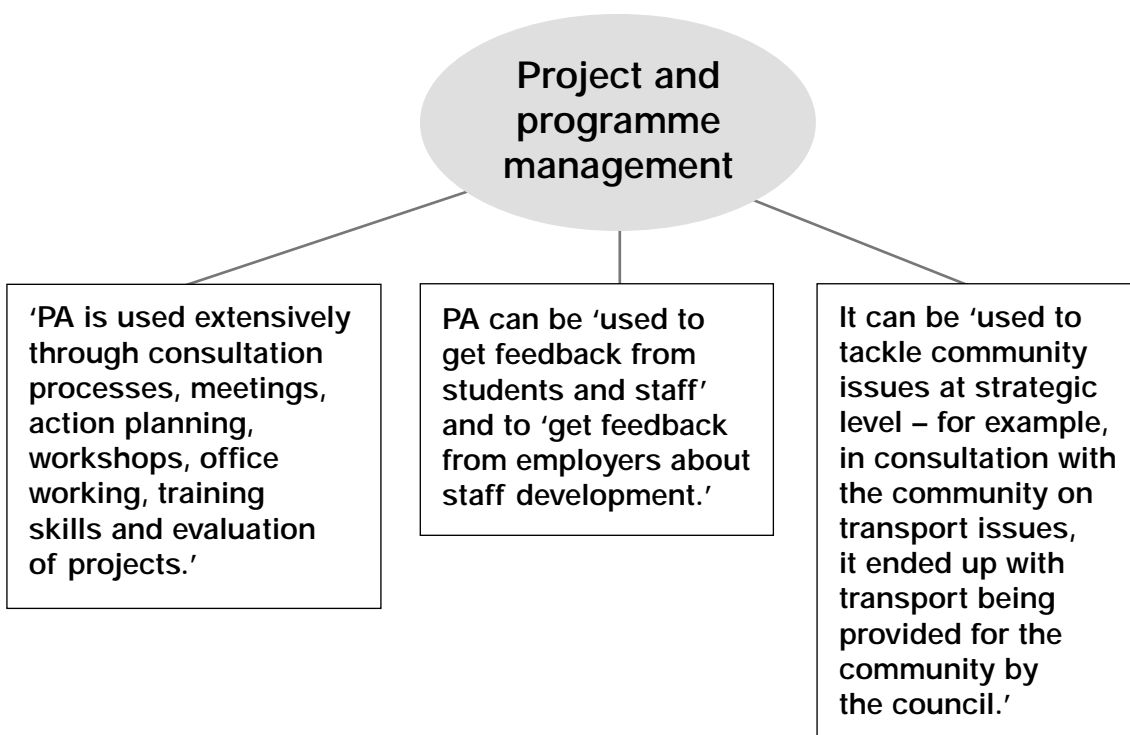 Project and
programme
management
‘PA is used extensively
through consultation
processes, meetings,
action planning,
workshops, office
working, training
skills and evaluation
of projects.’
PA can be ‘used to
get feedback from
students and staff’
and to ‘get feedback
from employers about
staff development.’
It can be ‘used to
tackle community
issues at strategic
level – for example,
in consultation with
the community on
transport issues,
it ended up with
transport being
provided for the
community by
the council.’